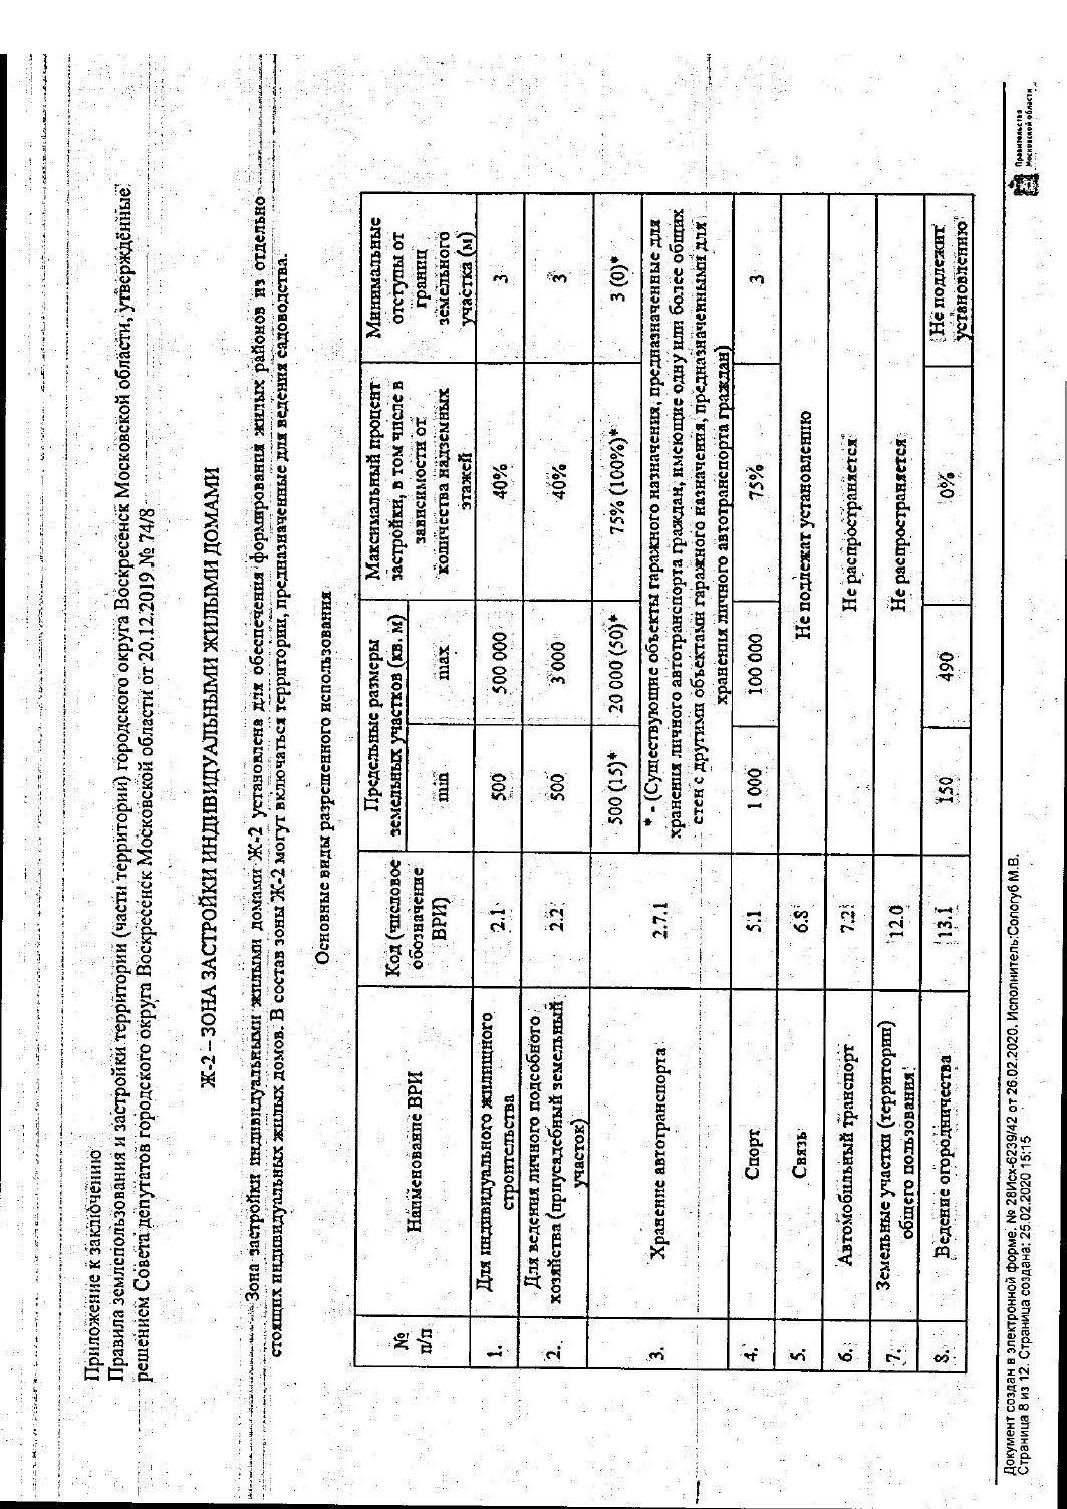 Приложение к заключению
Правила землепользования и застройки территории (части территории) городского округа Воскресенск Московской области, утверждённые
решением Совета депутатов городского округа Воскресенск Московской области от 20.12.2019 № 74/8
Ж-2 – ЗОНА ЗАСТРОЙКИ ИНДИВИДУАЛЬНЫМИ ЖИЛЫМИ ДОМАМИ
Зона застройки индивидуальными жилыми домами Ж-2 установлена для обеспечения формирования жилых районов из отдельно
стоящих индивидуальных жилых домов. В состав зоны Ж-2 могут включаться территории, предназначенные для ведения садоводства.
Основные виды разрешенного использования
№ п/п
Наименование ВРИ
Код (числовое обозначение ВРИ)
Предельные размеры земельных участков (кв. м)
min
max
Максимальный процент застройки, в том числе в зависимости от количества надземных этажей
Минимальные отступы от границ земельного участка (м)
1. Для индивидуального жилищного строительства 2.1 500 500 000 40% 3
2. Для ведения личного подсобного хозяйства (приусадебный земельный участок) 2.2 500 3 000 40% 3
3. Хранение автотранспорта 2.7.1 500 (15)* 20 000 (50)* 75% (100%)* 3 (0)*
* - (Существующие объекты гаражного назначения, предназначенные для
хранения личного автотранспорта граждан, имеющие одну или более общих
стен с другими объектами гаражного назначения, предназначенными для
хранения личного автотранспорта граждан)
4. Спорт 5.1 1 000 100 000 75% 3
5. Связь 6.8 Не подлежат установлению
6. Автомобильный транспорт 7.2 Не распространяется
7. Земельные участки (территории) общего пользования 12.0 Не распространяется
8. Ведение огородничества 13.1 150 490 0% Не подлежит установлению
Документ создан в электронной форме. № 28Исх-6239/42 от 26.02.2020. Исполнитель:Сологуб М.В.
Страница 8 из 12. Страница создана: 25.02.2020 15:15
Правительство
Московской области